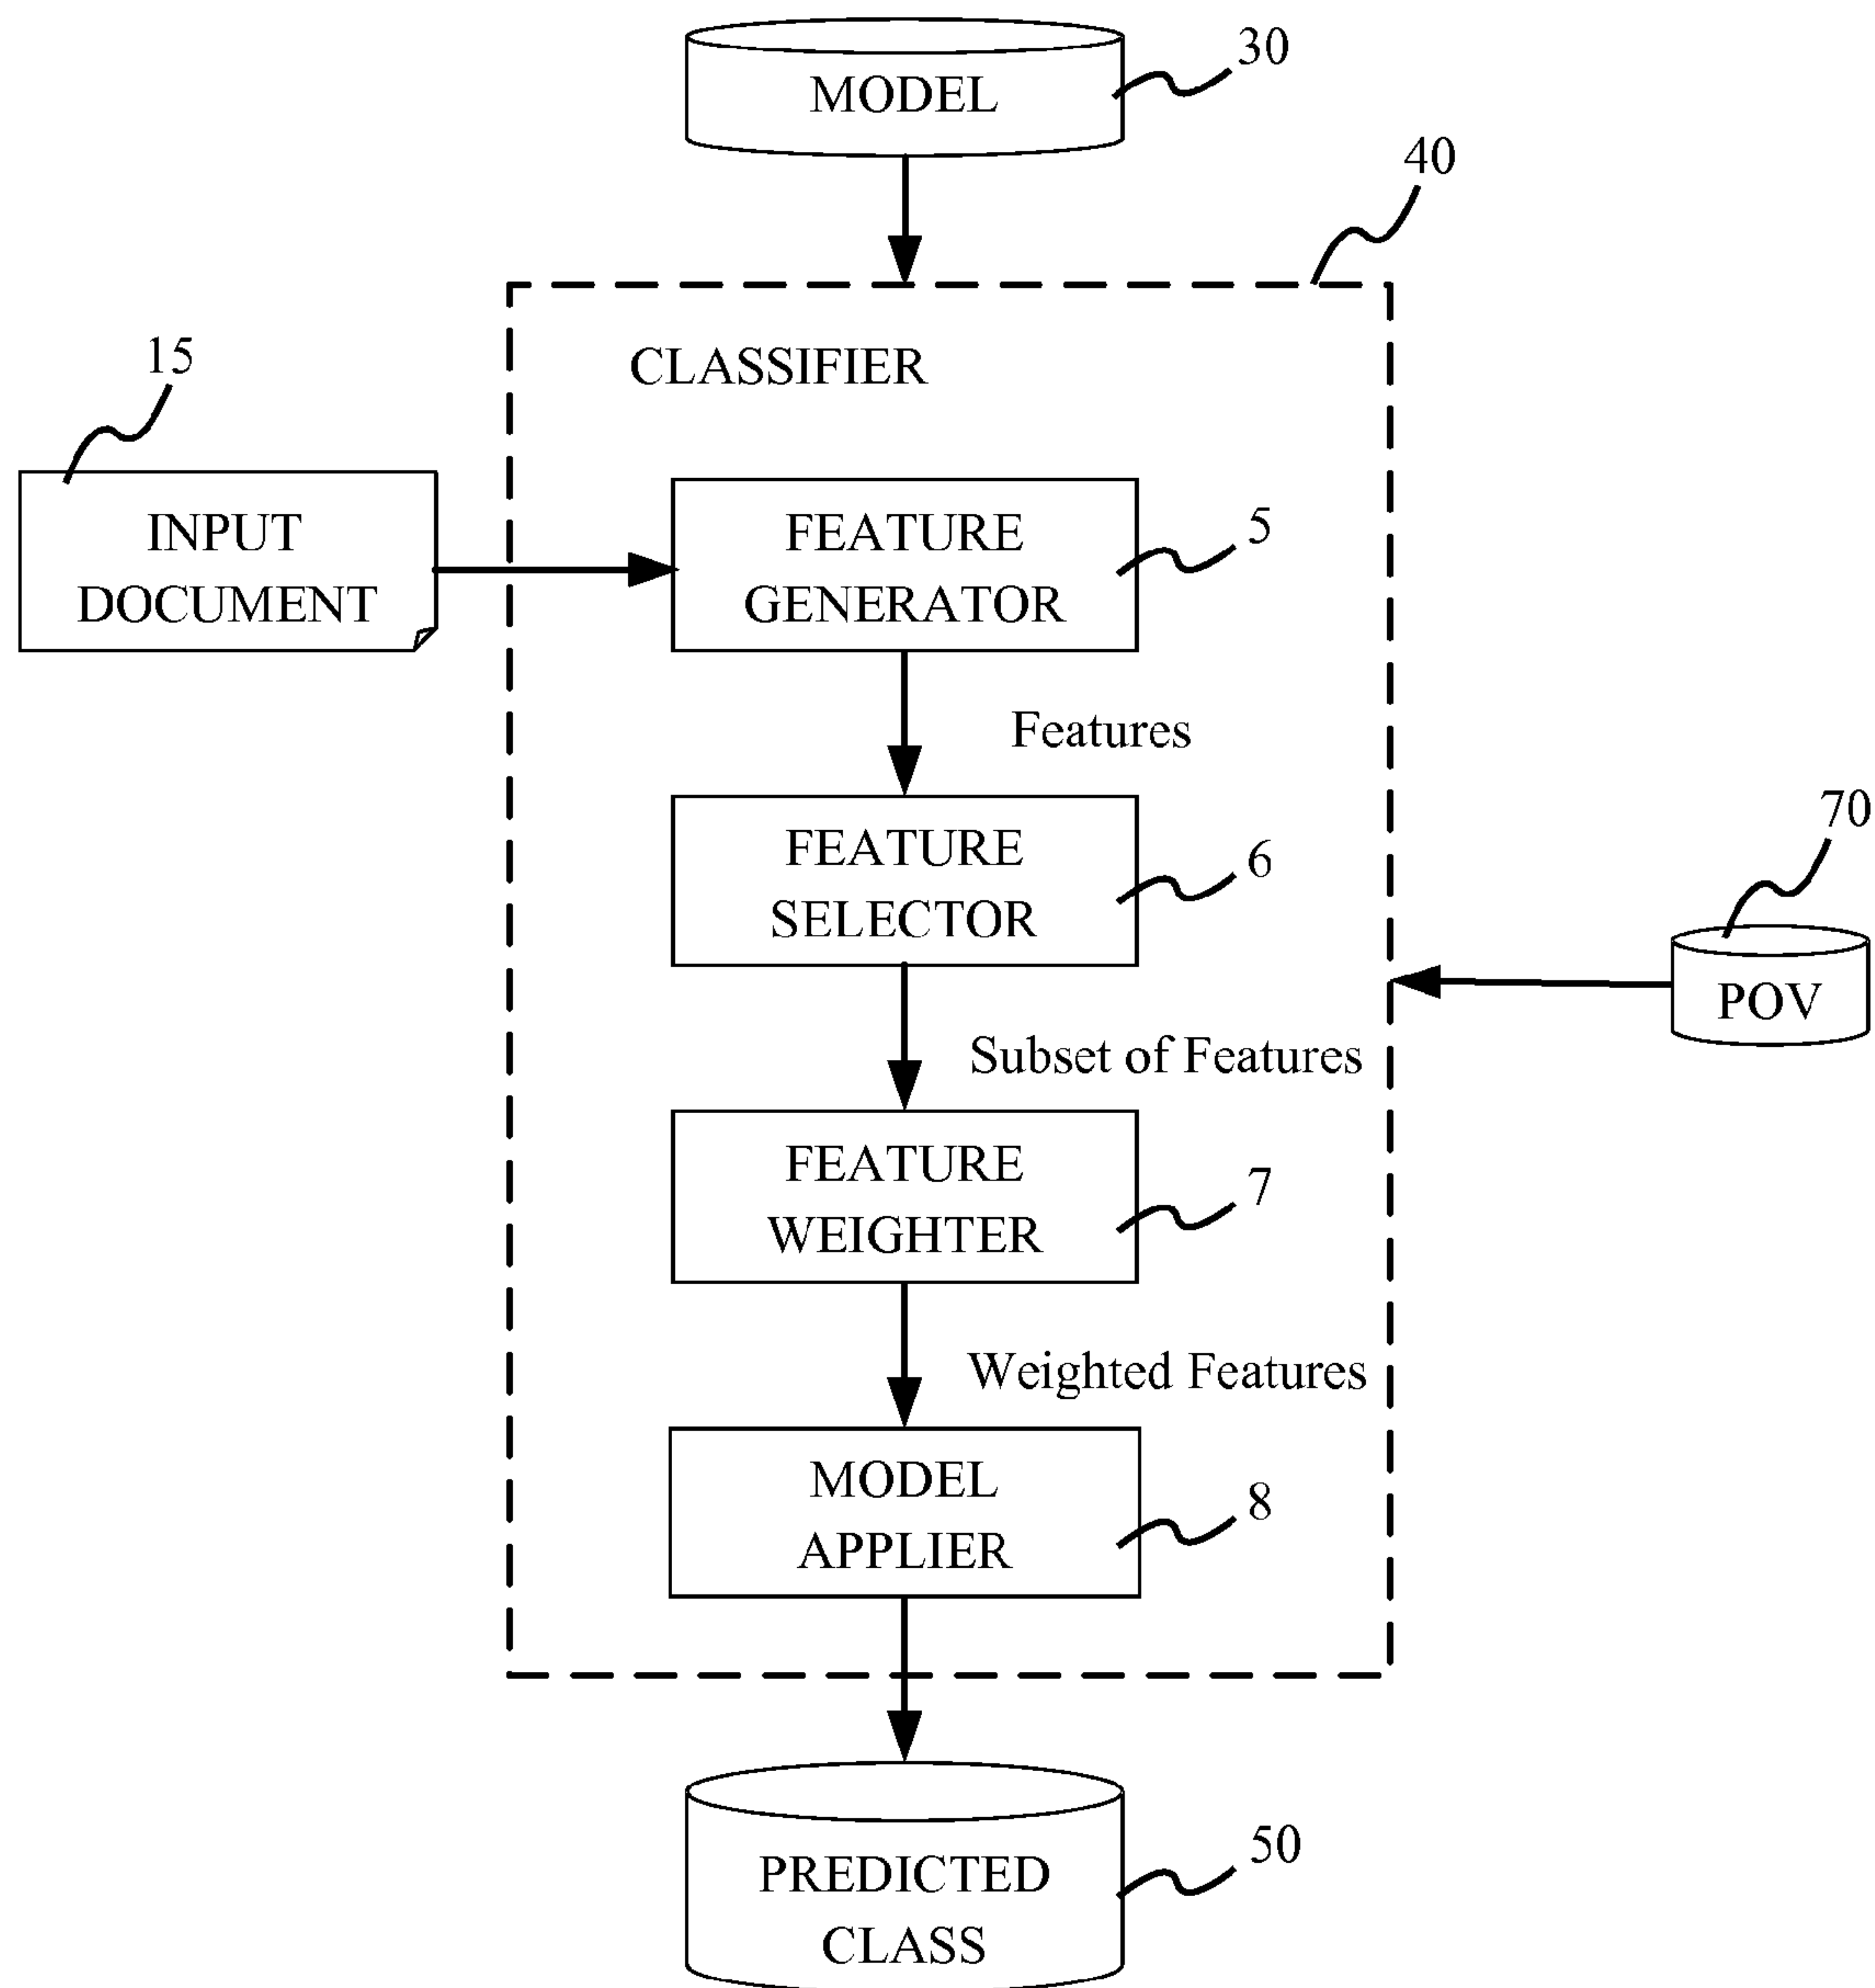 30
MODEL
40
15
CLASSIFIER
INPUT
DOCUMENT
FEATURE
GENERATOR
5
Features
70
FEATURE
SELECTOR
6
POV
Subset of Features
FEATURE
WEIGHTER
7
Weighted Features
MODEL
APPLIER
8
50
PREDICTED
CLASS